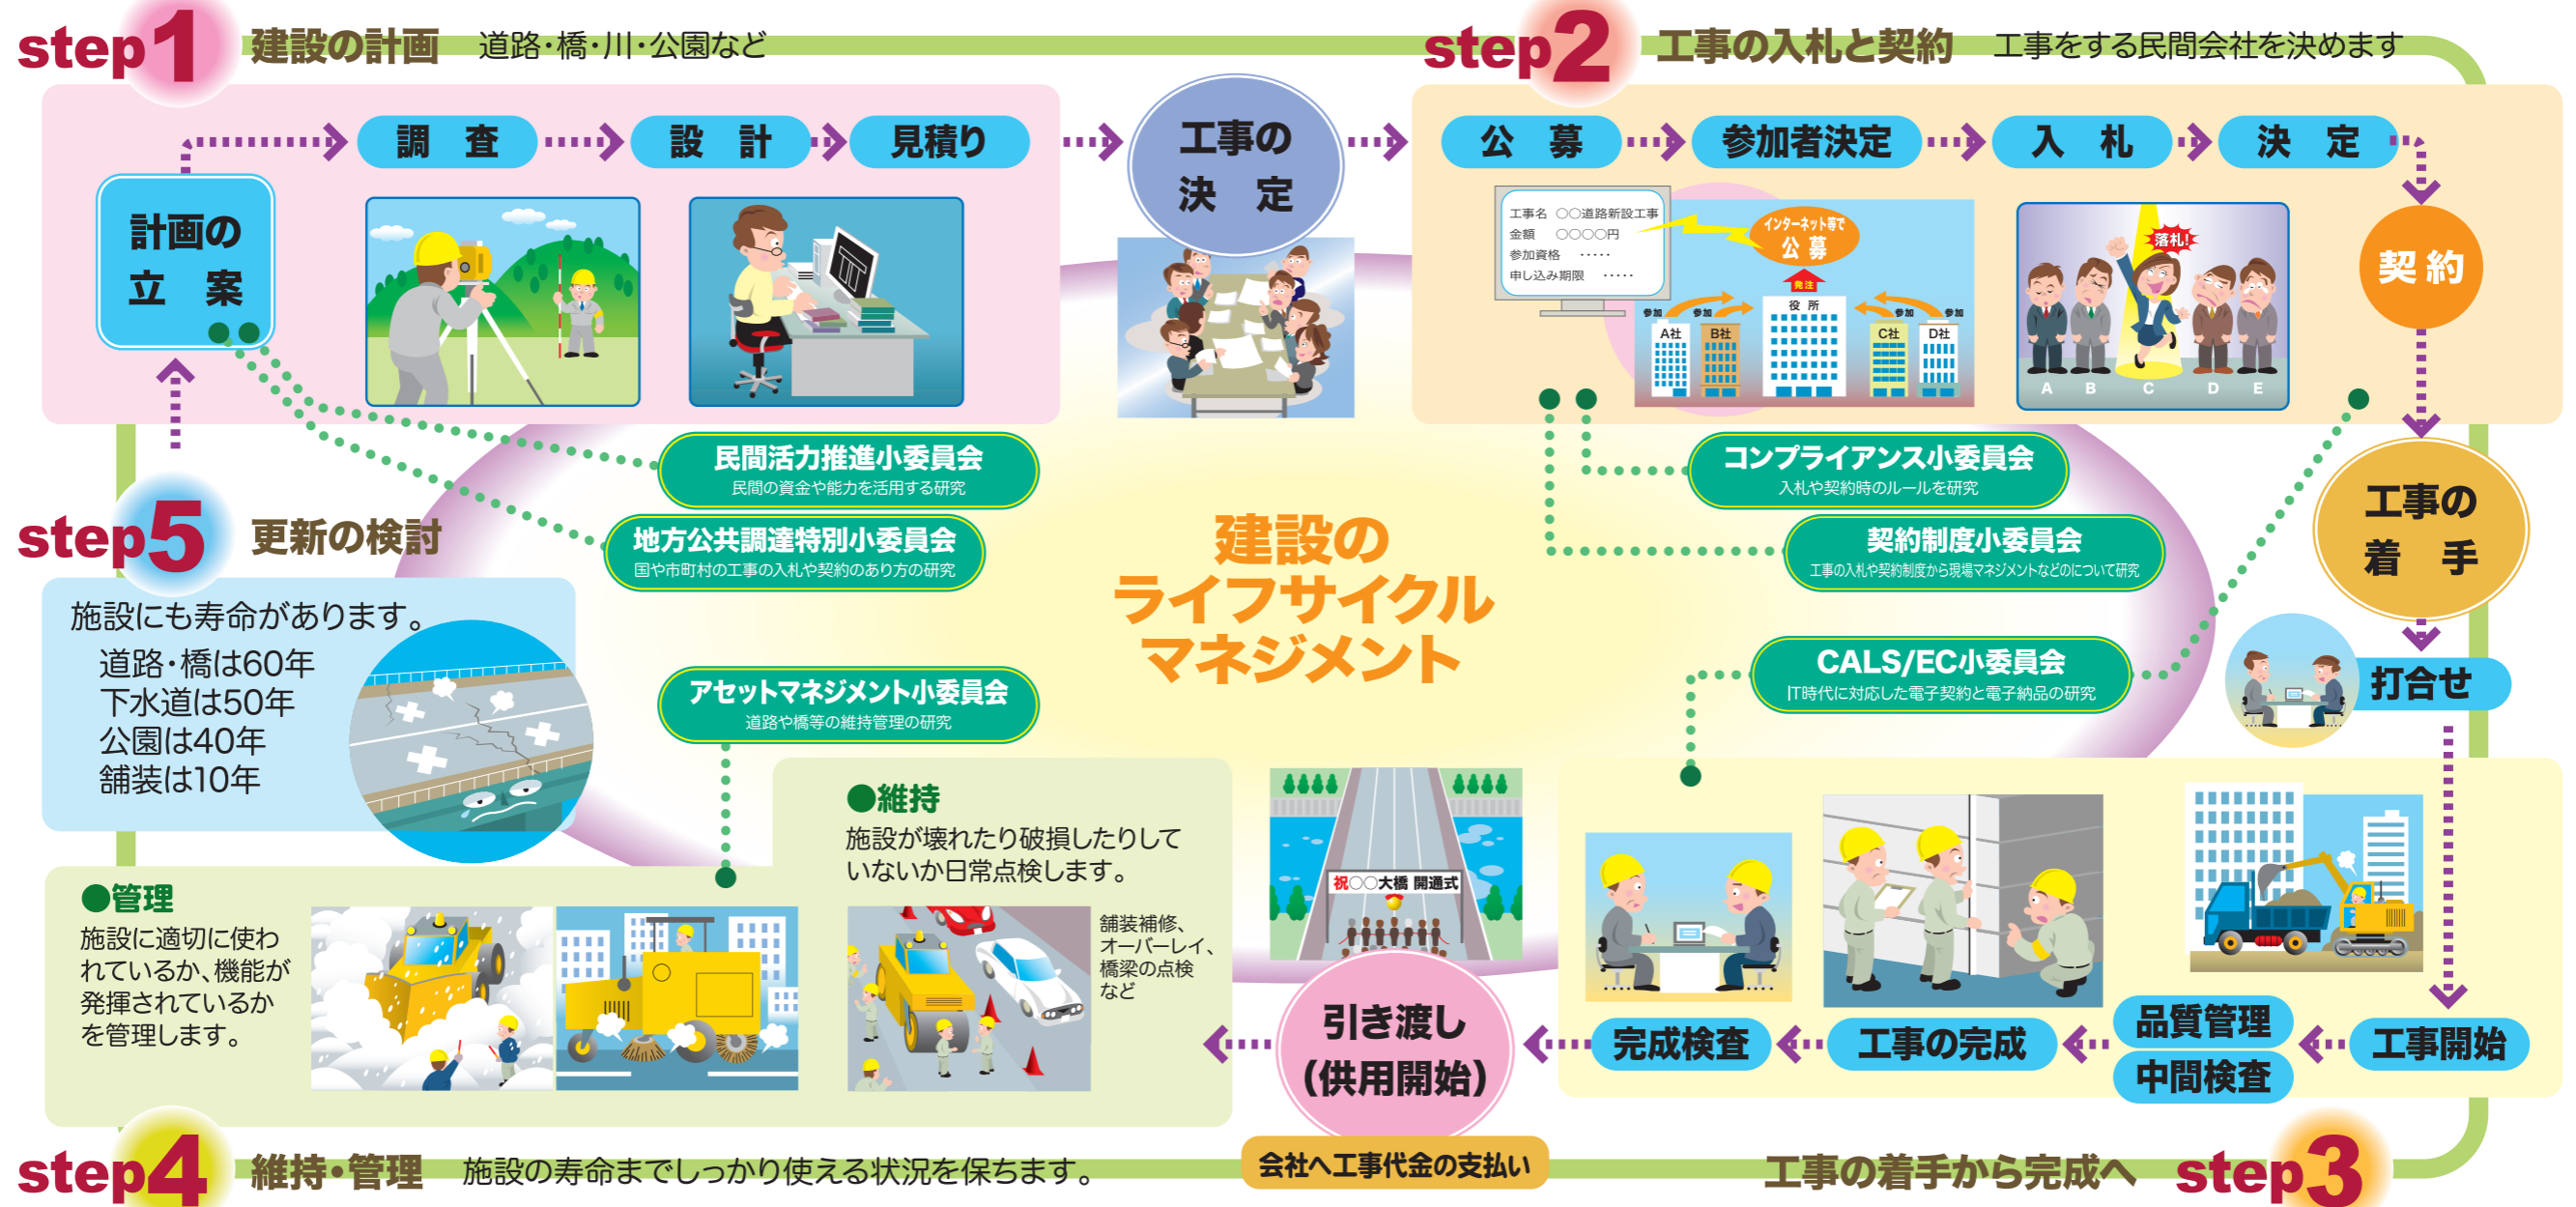 step1 建設の計画 道路・橋・川・公園など
計画の
立 案
調 査
設 計
見積り
工事の
決 定
step2 工事の入札と契約 工事をする民間会社を決めます
公 募
参加者決定
入 札
決 定
契 約
工事名 〇〇道路新設工事
金額 〇〇〇〇円
参加資格 ・・・・・
申し込み期限 ・・・・・
インターネット等で
公 募
発注
役 所
参加
参加
参加
参加
A社
B社
C社
D社
落札!
A B C D E
工事の
着 手
打合せ
民間活力推進小委員会
民間の資金や能力を活用する研究
地方公共調達特別小委員会
国や市町村の工事の入札や契約のあり方の研究
アセットマネジメント小委員会
道路や橋等の維持管理の研究
建設の
ライフサイクル
マネジメント
コンプライアンス小委員会
入札や契約時のルールを研究
契約制度小委員会
工事の入札や契約制度から現場マネジメントなどのについて研究
CALS/EC小委員会
IT時代に対応した電子契約と電子納品の研究
工事開始
品質管理
中間検査
工事の完成
完成検査
工事の着手から完成へ step3
祝〇〇大橋 開通式
引き渡し
(供用開始)
会社へ工事代金の支払い
●維持
施設が壊れたり破損したりして
いないか日常点検します。
舗装補修、
オーバーレイ、
橋梁の点検
など
●管理
施設に適切に使わ
れているか、機能が
発揮されているか
を管理します。
step4 維持・管理 施設の寿命までしっかり使える状況を保ちます。
step5 更新の検討
施設にも寿命があります。
道路・橋は60年
下水道は50年
公園は40年
舗装は10年